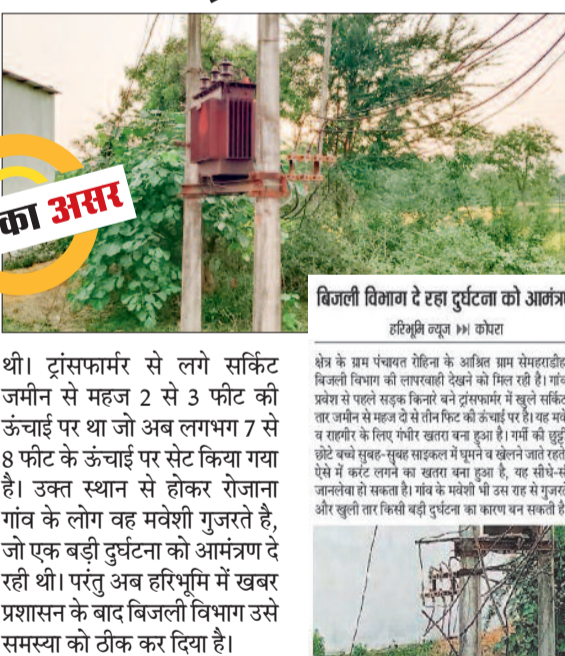 का असर
थी। ट्रांसफार्मर से लगे सर्किट
जमीन से महज 2 से 3 फीट की
ऊंचाई पर था जो अब लगभग 7 से
8 फीट के ऊंचाई पर सेट किया गया
है। उक्त स्थान से होकर रोजाना
गांव के लोग वह मवेशी गुजरते है,
जो एक बड़ी दुर्घटना को आमंत्रण दे
रही थी। परंतु अब हरिभूमि में खबर
प्रशासन के बाद बिजली विभाग उसे
समस्या को ठीक कर दिया है।
बिजली विभाग दे रहा दुर्घटना को
हरिभूमि न्यूज ▶▶| कोपरा
क्षेत्र के ग्राम पंचायत रोहिना के आश्रित ग्राम सेमहराडीह
बिजली विभाग की लापरवाही देखने को मिल रही है। गांव
प्रवेश से पहले सड़क किनारे बने ट्रांसफार्मर में खुले सर्किट
तार जमीन से महज दो से तीन फिट की ऊंचाई पर है। यह
व राहगीर के लिए गंभीर खतरा बना हुआ है। गर्मी की छुट्टी
छोटे बच्चे सुबह-सुबह साइकल में घूमने व खेलने जाते रहते
ऐसे में करंट लगने का खतरा बना हुआ है, यह
जानलेवा हो सकता है। गांव के मवेशी भी उस राह से गुजरते
और खुली तार किसी बड़ी दुर्घटना का कारण बन सकती है